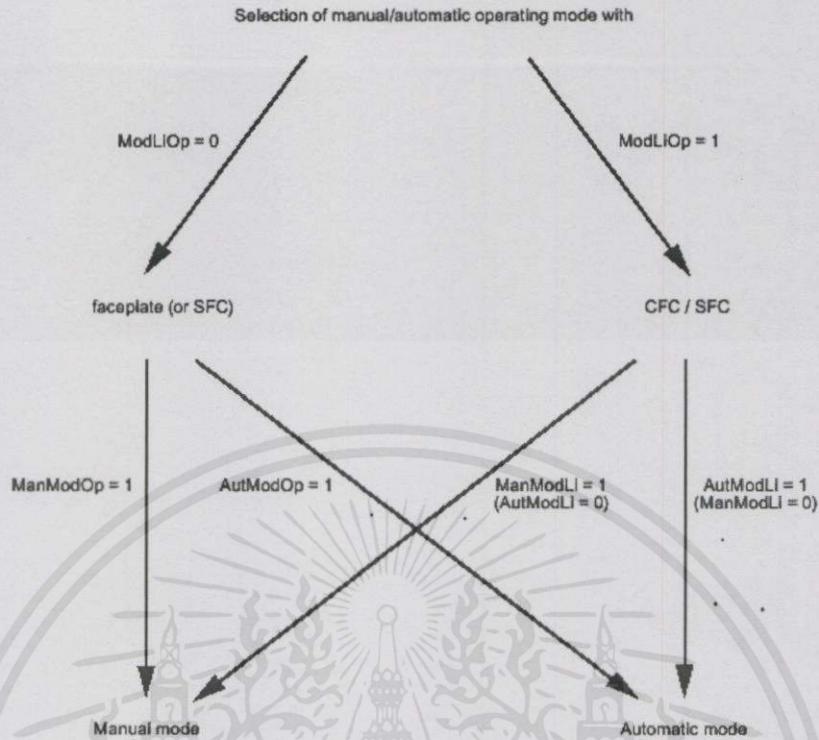 Selection of manual/automatic operating mode with
ModLiOp = 0
ModLiOp = 1
faceplate (or SFC)
CFC / SFC
ManModOp = 1
AutModOp = 1
ManModLi = 1
(AutModLi = 0)
AutModLi = 1
(ManModLi = 0)
Manual mode
Automatic mode